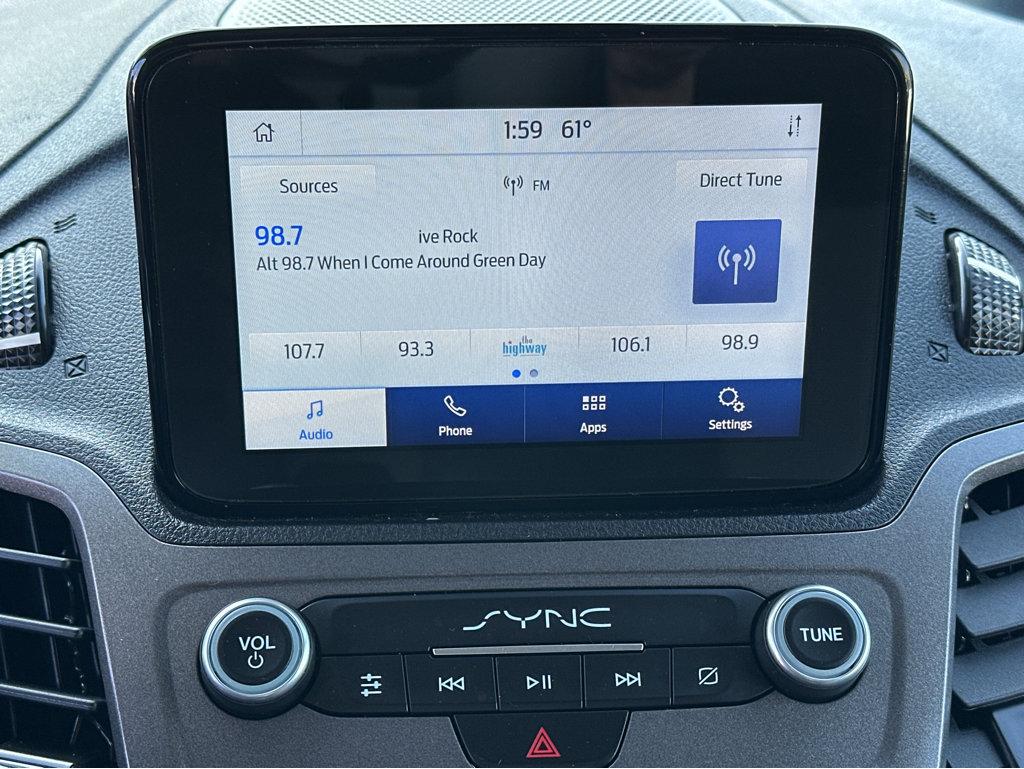 1:59 61°
Sources
FM
Direct Tune
98.7 ive Rock
Alt 98.7 When I Come Around Green Day
107.7 93.3 the highway 106.1 98.9
Audio Phone Apps Settings
SYNC
VOL
TUNE